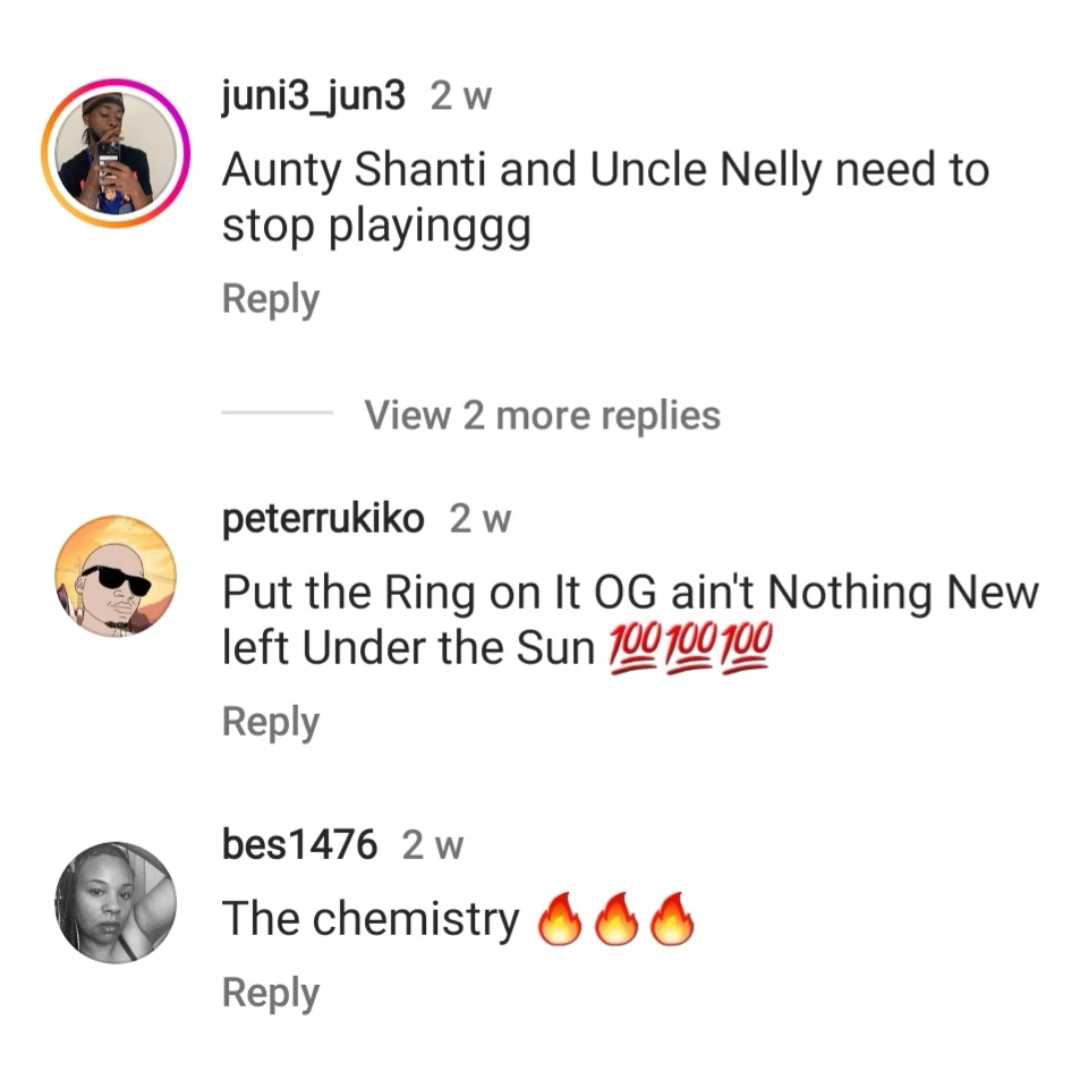 juni3_jun3 2 w
Aunty Shanti and Uncle Nelly need to
stop playinggg
Reply
View 2 more replies
peterrukiko 2 w
Put the Ring on It OG ain't Nothing New
left Under the Sun 💯💯💯
Reply
bes1476 2 w
The chemistry 🔥🔥🔥
Reply